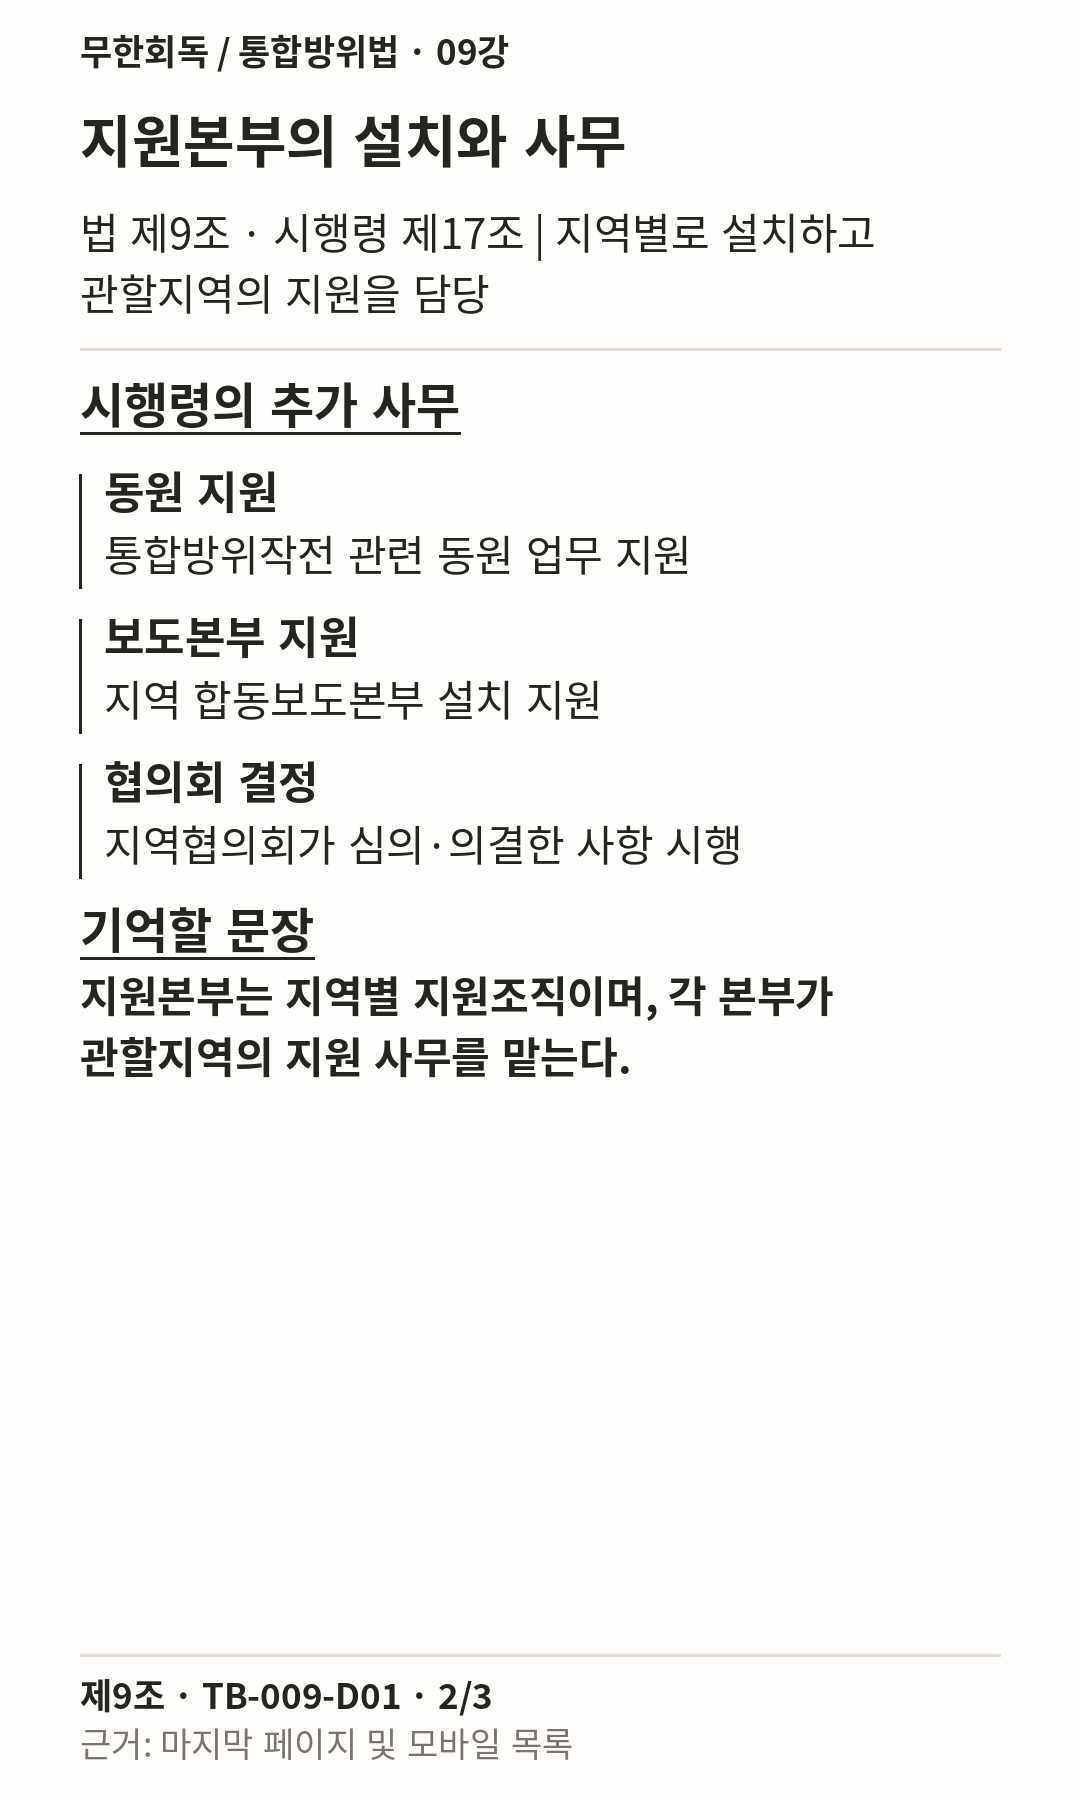 무한회독 / 통합방위법 · 09강
지원본부의 설치와 사무
법 제9조 · 시행령 제17조 | 지역별로 설치하고
관할지역의 지원을 담당
시행령의 추가 사무
동원 지원
통합방위작전 관련 동원 업무 지원
보도본부 지원
지역 합동보도본부 설치 지원
협의회 결정
지역협의회가 심의·의결한 사항 시행
기억할 문장
지원본부는 지역별 지원조직이며, 각 본부가
관할지역의 지원 사무를 맡는다.
제9조 · TB-009-D01 · 2/3
근거: 마지막 페이지 및 모바일 목록